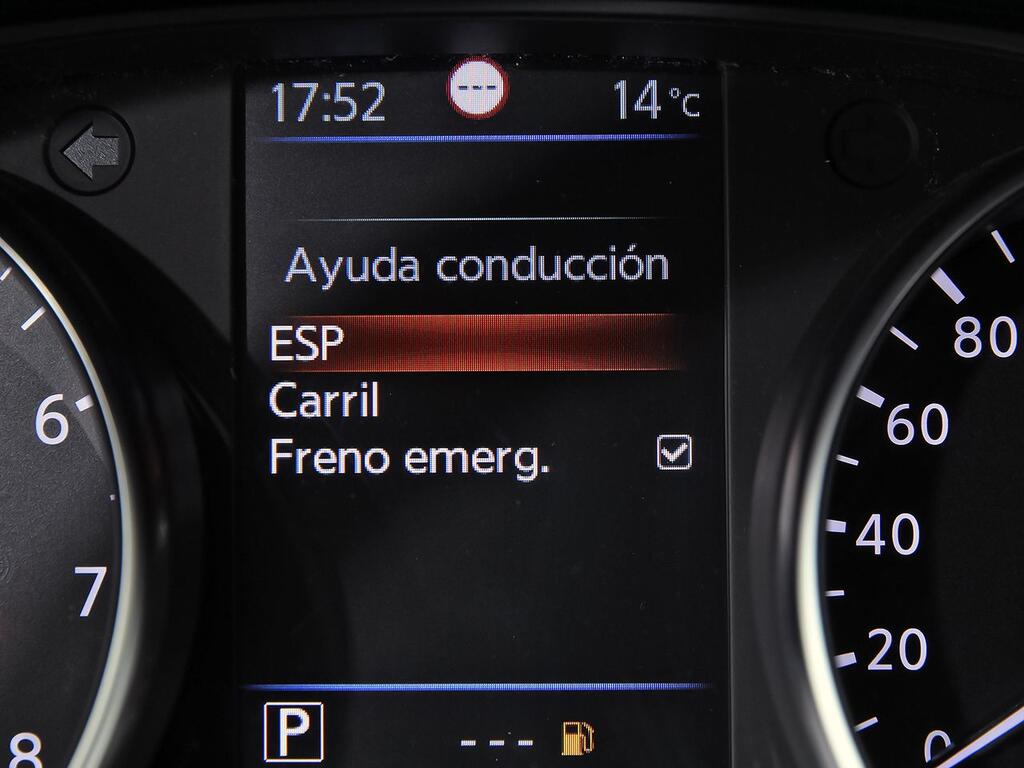 17:52 --- 14°C
Ayuda conducción
ESP
Carril
Freno emerg.
P ---
6
7
8
80
60
40
20
0